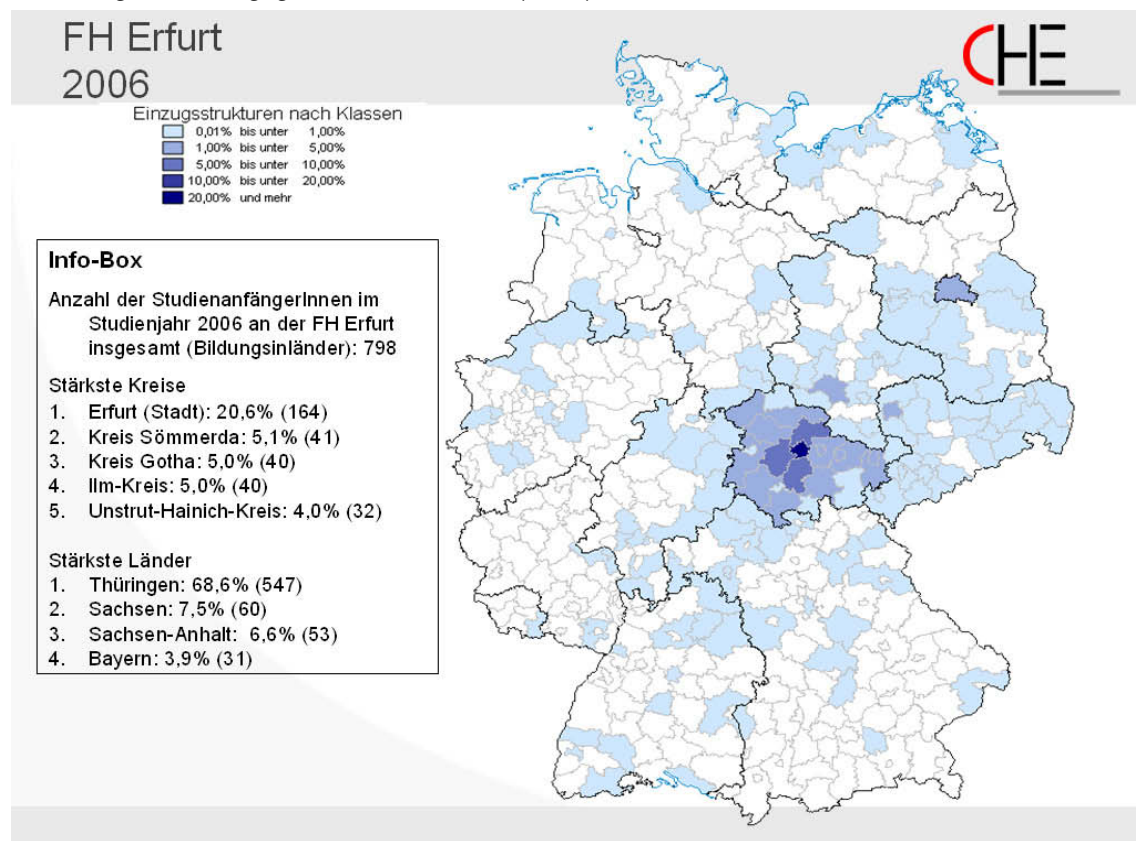 FH Erfurt
2006
CHE
Einzugsstrukturen nach Klassen
0,01% bis unter 1,00%
1,00% bis unter 5,00%
5,00% bis unter 10,00%
10,00% bis unter 20,00%
20,00% und mehr
Info-Box
Anzahl der StudienanfängerInnen im
Studienjahr 2006 an der FH Erfurt
insgesamt (Bildungsinländer): 798
Stärkste Kreise
1. Erfurt (Stadt): 20,6% (164)
2. Kreis Sömmerda: 5,1% (41)
3. Kreis Gotha: 5,0% (40)
4. Ilm-Kreis: 5,0% (40)
5. Unstrut-Hainich-Kreis: 4,0% (32)
Stärkste Länder
1. Thüringen: 68,6% (547)
2. Sachsen: 7,5% (60)
3. Sachsen-Anhalt: 6,6% (53)
4. Bayern: 3,9% (31)